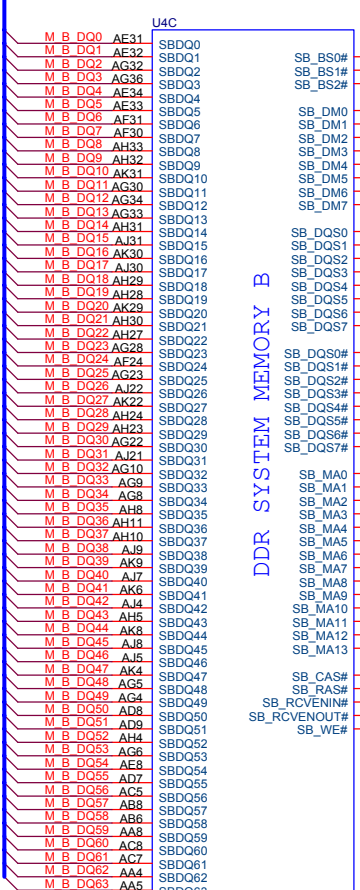 U4C
M_B_DQ0 AE31 SBDQ0
M_B_DQ1 AE32 SBDQ1
M_B_DQ2 AG32 SBDQ2
M_B_DQ3 AG36 SBDQ3
M_B_DQ4 AE34 SBDQ4
M_B_DQ5 AE33 SBDQ5
M_B_DQ6 AF31 SBDQ6
M_B_DQ7 AF30 SBDQ7
M_B_DQ8 AH33 SBDQ8
M_B_DQ9 AH32 SBDQ9
M_B_DQ10 AK31 SBDQ10
M_B_DQ11 AG30 SBDQ11
M_B_DQ12 AG34 SBDQ12
M_B_DQ13 AG33 SBDQ13
M_B_DQ14 AH31 SBDQ14
M_B_DQ15 AJ31 SBDQ15
M_B_DQ16 AK30 SBDQ16
M_B_DQ17 AJ30 SBDQ17
M_B_DQ18 AH29 SBDQ18
M_B_DQ19 AH28 SBDQ19
M_B_DQ20 AK29 SBDQ20
M_B_DQ21 AH30 SBDQ21
M_B_DQ22 AH27 SBDQ22
M_B_DQ23 AG28 SBDQ23
M_B_DQ24 AF24 SBDQ24
M_B_DQ25 AG23 SBDQ25
M_B_DQ26 AJ22 SBDQ26
M_B_DQ27 AK22 SBDQ27
M_B_DQ28 AH24 SBDQ28
M_B_DQ29 AH23 SBDQ29
M_B_DQ30 AG22 SBDQ30
M_B_DQ31 AJ21 SBDQ31
M_B_DQ32 AG10 SBDQ32
M_B_DQ33 AG9 SBDQ33
M_B_DQ34 AG8 SBDQ34
M_B_DQ35 AH8 SBDQ35
M_B_DQ36 AH11 SBDQ36
M_B_DQ37 AH10 SBDQ37
M_B_DQ38 AJ9 SBDQ38
M_B_DQ39 AK9 SBDQ39
M_B_DQ40 AJ7 SBDQ40
M_B_DQ41 AK6 SBDQ41
M_B_DQ42 AJ4 SBDQ42
M_B_DQ43 AH5 SBDQ43
M_B_DQ44 AK8 SBDQ44
M_B_DQ45 AJ8 SBDQ45
M_B_DQ46 AJ5 SBDQ46
M_B_DQ47 AK4 SBDQ47
M_B_DQ48 AG5 SBDQ48
M_B_DQ49 AG4 SBDQ49
M_B_DQ50 AD8 SBDQ50
M_B_DQ51 AD9 SBDQ51
M_B_DQ52 AH4 SBDQ52
M_B_DQ53 AG6 SBDQ53
M_B_DQ54 AE8 SBDQ54
M_B_DQ55 AD7 SBDQ55
M_B_DQ56 AC5 SBDQ56
M_B_DQ57 AB8 SBDQ57
M_B_DQ58 AB6 SBDQ58
M_B_DQ59 AA8 SBDQ59
M_B_DQ60 AC8 SBDQ60
M_B_DQ61 AC7 SBDQ61
M_B_DQ62 AA4 SBDQ62
M_B_DQ63 AA5
DDR SYSTEM MEMORY B
SB_BS0#
SB_BS1#
SB_BS2#
SB_DM0
SB_DM1
SB_DM2
SB_DM3
SB_DM4
SB_DM5
SB_DM6
SB_DM7
SB_DQS0
SB_DQS1
SB_DQS2
SB_DQS3
SB_DQS4
SB_DQS5
SB_DQS6
SB_DQS7
SB_DQS0#
SB_DQS1#
SB_DQS2#
SB_DQS3#
SB_DQS4#
SB_DQS5#
SB_DQS6#
SB_DQS7#
SB_MA0
SB_MA1
SB_MA2
SB_MA3
SB_MA4
SB_MA5
SB_MA6
SB_MA7
SB_MA8
SB_MA9
SB_MA10
SB_MA11
SB_MA12
SB_MA13
SB_CAS#
SB_RAS#
SB_RCVENIN#
SB_RCVENOUT#
SB_WE#